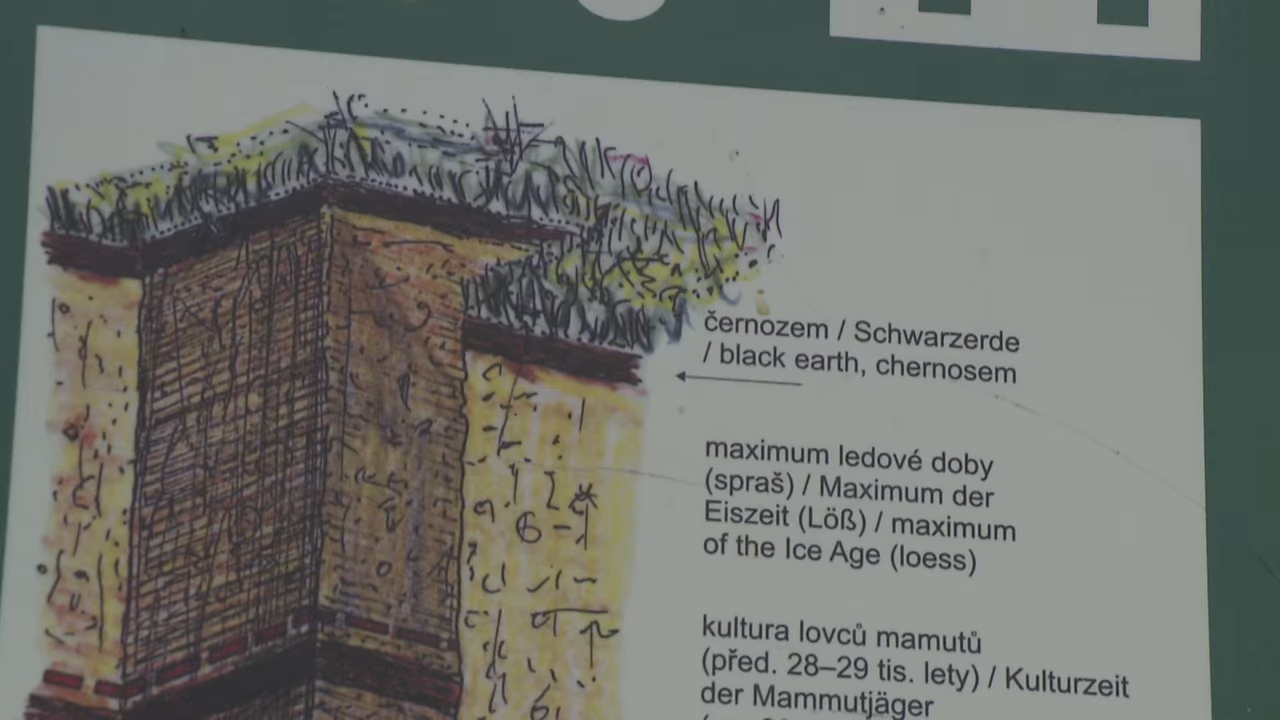 černozem / Schwarzerde
/ black earth, chernosem
maximum ledové doby
(spraš) / Maximum der
Eiszeit (Löß) / maximum
of the Ice Age (loess)
kultura lovců mamutů
(před. 28–29 tis. lety) / Kulturzeit
der Mammutjäger